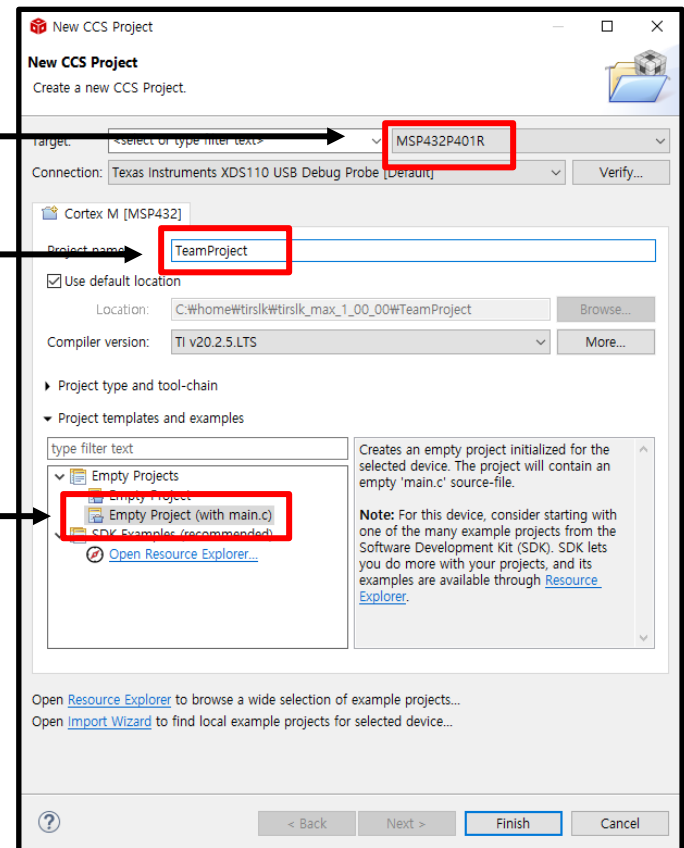 New CCS Project
New CCS Project
Create a new CCS Project.
Target: <select or type filter text> MSP432P401R
Connection: Texas Instruments XDS110 USB Debug Probe [Default] Verify...
Cortex M [MSP432]
Project name: TeamProject
Use default location
Location: C:₩home₩tirslk₩tirslk_max_1_00_00₩TeamProject Browse...
Compiler version: TI v20.2.5.LTS More...
Project type and tool-chain
Project templates and examples
type filter text
Empty Projects
Empty Project
Empty Project (with main.c)
SDK Examples (recommended)
Open Resource Explorer...
Creates an empty project initialized for the
selected device. The project will contain an
empty 'main.c' source-file.
Note: For this device, consider starting
with one of the many example projects from the
Software Development Kit (SDK). SDK lets
you do more with your projects, and its
examples are available through Resource
Explorer.
Open Resource Explorer to browse a wide selection of example projects...
Open Import Wizard to find local example projects for selected device...
< Back Next > Finish Cancel